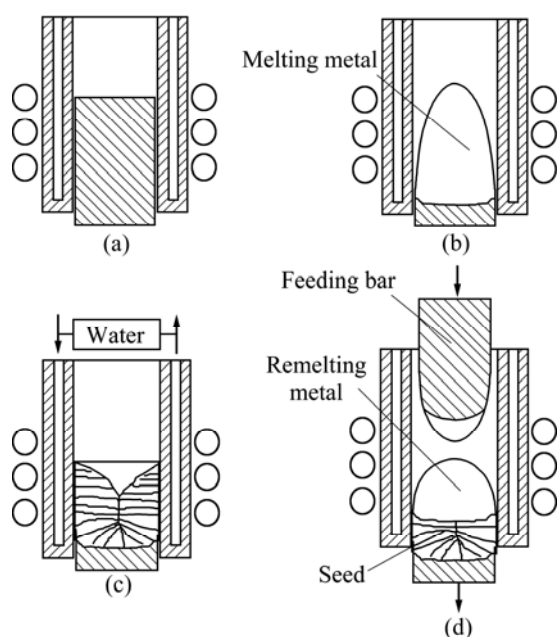 Melting metal
(a)
(b)
Feeding bar
Water
Remelting
metal
(c)
Seed
(d)